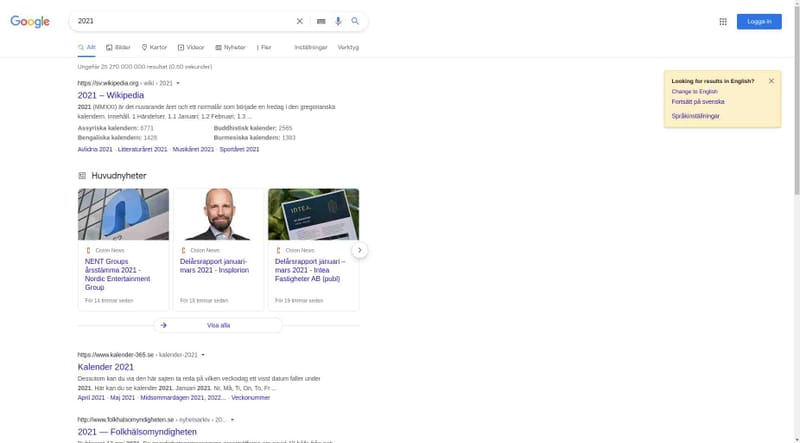 Google
2021
Logga in
Allt
Bilder
Kartor
Videor
Nyheter
Fler
Inställningar
Verktyg
Ungefär 25 270 000 000 resultat (0,60 sekunder)
Looking for results in English?
Change to English
Fortsätt på svenska
Språkinställningar
https://sv.wikipedia.org › wiki › 2021
2021 – Wikipedia
2021 (MMXXI) är det nuvarande året och ett normalår som började en fredag i den gregorianska
kalendern. Innehåll. 1 Händelser. 1.1 Januari; 1.2 Februari; 1.3 ...
Assyriska kalendern: 6771
Buddhistisk kalender: 2565
Bengaliska kalendern: 1428
Burmesiska kalendern: 1383
Avlidna 2021 · Litteraturåret 2021 · Musikåret 2021 · Sportåret 2021
Huvudnyheter
INTEA.
Cision News
NENT Groups
årsstämma 2021 -
Nordic Entertainment
Group
För 14 timmar sedan
Cision News
Delårsrapport januari-
mars 2021 - Insplorion
För 18 timmar sedan
Cision News
Delårsrapport januari –
mars 2021 - Intea
Fastigheter AB (publ)
För 19 timmar sedan
Visa alla
https://www.kalender-365.se › kalender-2021
Kalender 2021
Dessutom kan du via den här sajten ta reda på vilken veckodag ett visst datum faller under
2021. Här kan du se kalender 2021. Januari 2021. Nr, Må, Ti, On, To, Fr ...
April 2021 · Maj 2021 · Midsommardagen 2021, 2022... · Veckonummer
http://www.folkhalsomyndigheten.se › nyhetsarkiv › 20...
2021 — Folkhälsomyndigheten